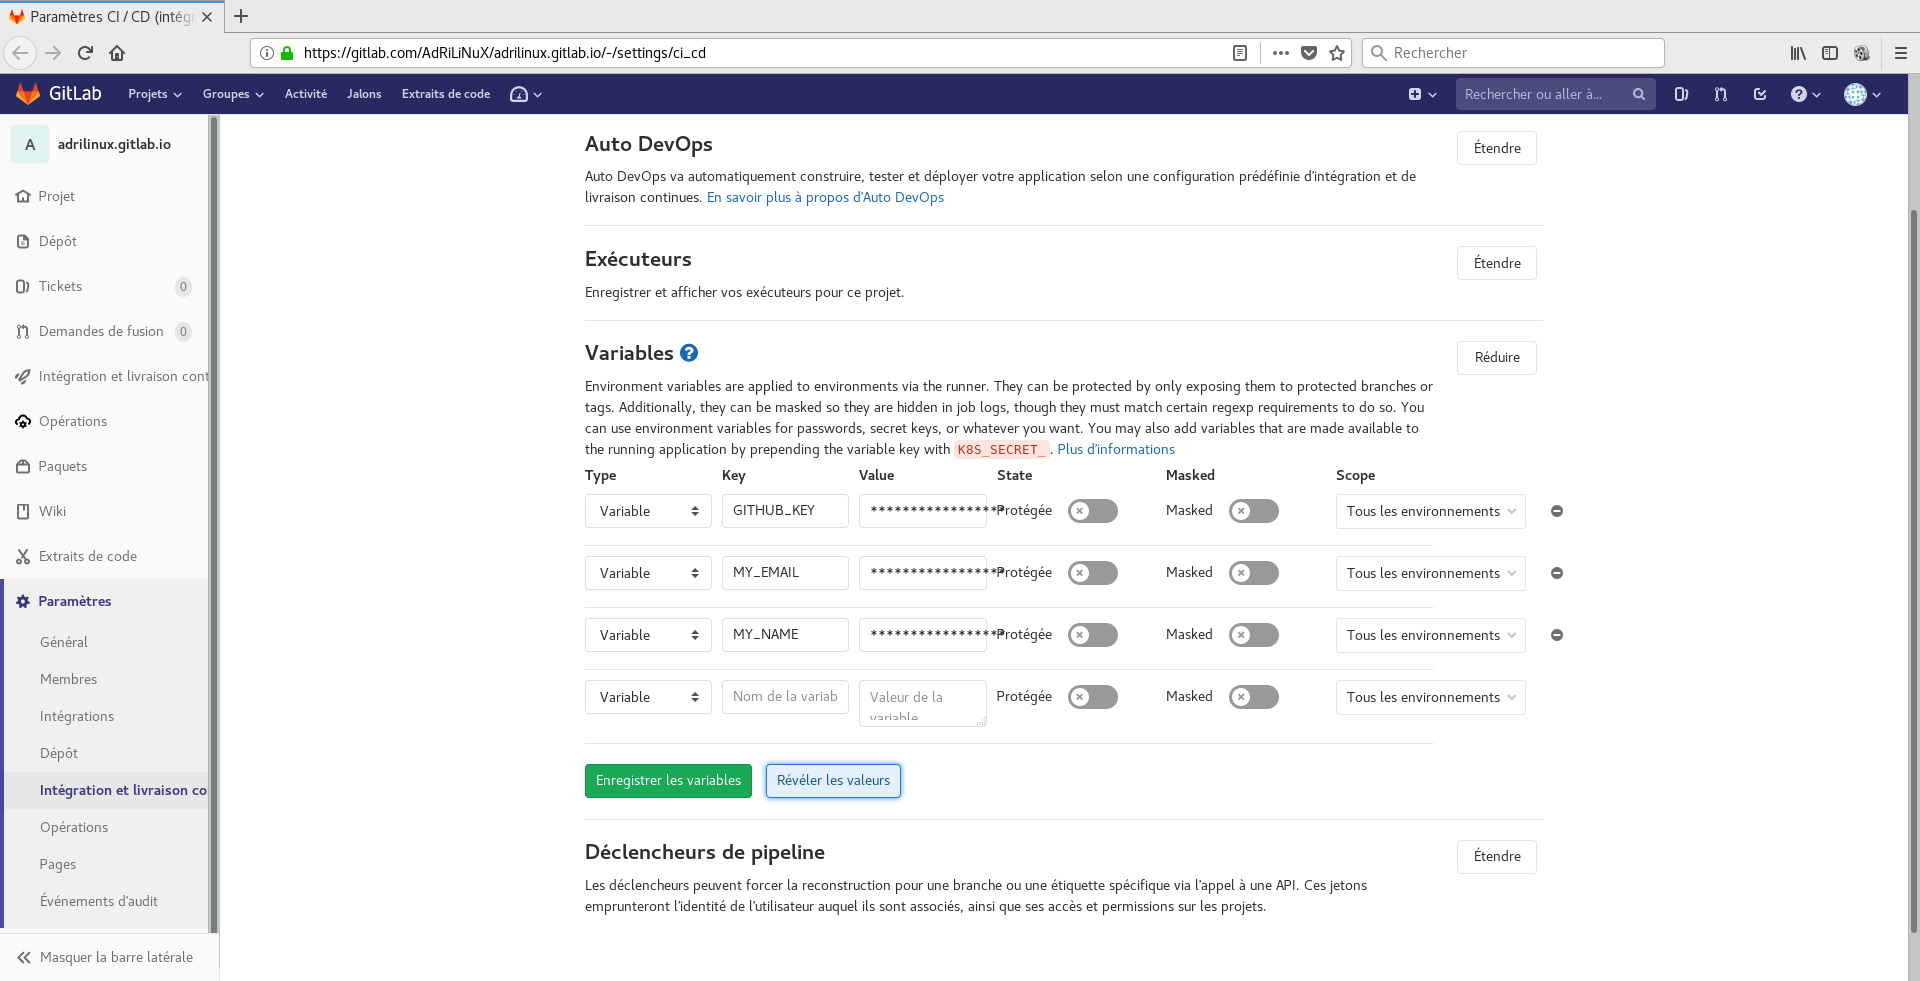 Paramètres CI / CD (intég
https://gitlab.com/AdRiLiNuX/adrilinux.gitlab.io/-/settings/ci_cd
Rechercher
GitLab
Projets
Groupes
Activité
Jalons
Extraits de code
Rechercher ou aller à...
A
adrilinux.gitlab.io
Projet
Dépôt
Tickets 0
Demandes de fusion 0
Intégration et livraison cont
Opérations
Paquets
Wiki
Extraits de code
Paramètres
Général
Membres
Intégrations
Dépôt
Intégration et livraison co
Opérations
Pages
Événements d'audit
Masquer la barre latérale
Auto DevOps
Étendre
Auto DevOps va automatiquement construire, tester et déployer votre application selon une configuration prédéfinie d'intégration et de
livraison continues. En savoir plus à propos d'Auto DevOps
Exécuteurs
Étendre
Enregistrer et afficher vos exécuteurs pour ce projet.
Variables ?
Réduire
Environment variables are applied to environments via the runner. They can be protected by only exposing them to protected branches or
tags. Additionally, they can be masked so they are hidden in job logs, though they must match certain regexp requirements to do so. You
can use environment variables for passwords, secret keys, or whatever you want. You may also add variables that are made available to
the running application by prepending the variable key with K8S_SECRET_. Plus d'informations
Type Key Value State Masked Scope
Variable GITHUB_KEY ***************** Protégée Masked Tous les environnements
Variable MY_EMAIL ***************** Protégée Masked Tous les environnements
Variable MY_NAME ***************** Protégée Masked Tous les environnements
Variable Nom de la variab Valeur de la Protégée Masked Tous les environnements
variable
Enregistrer les variables Révéler les valeurs
Déclencheurs de pipeline
Étendre
Les déclencheurs peuvent forcer la reconstruction pour une branche ou une étiquette spécifique via l'appel à une API. Ces jetons
emprunteront l'identité de l'utilisateur auquel ils sont associés, ainsi que ses accès et permissions sur les projets.